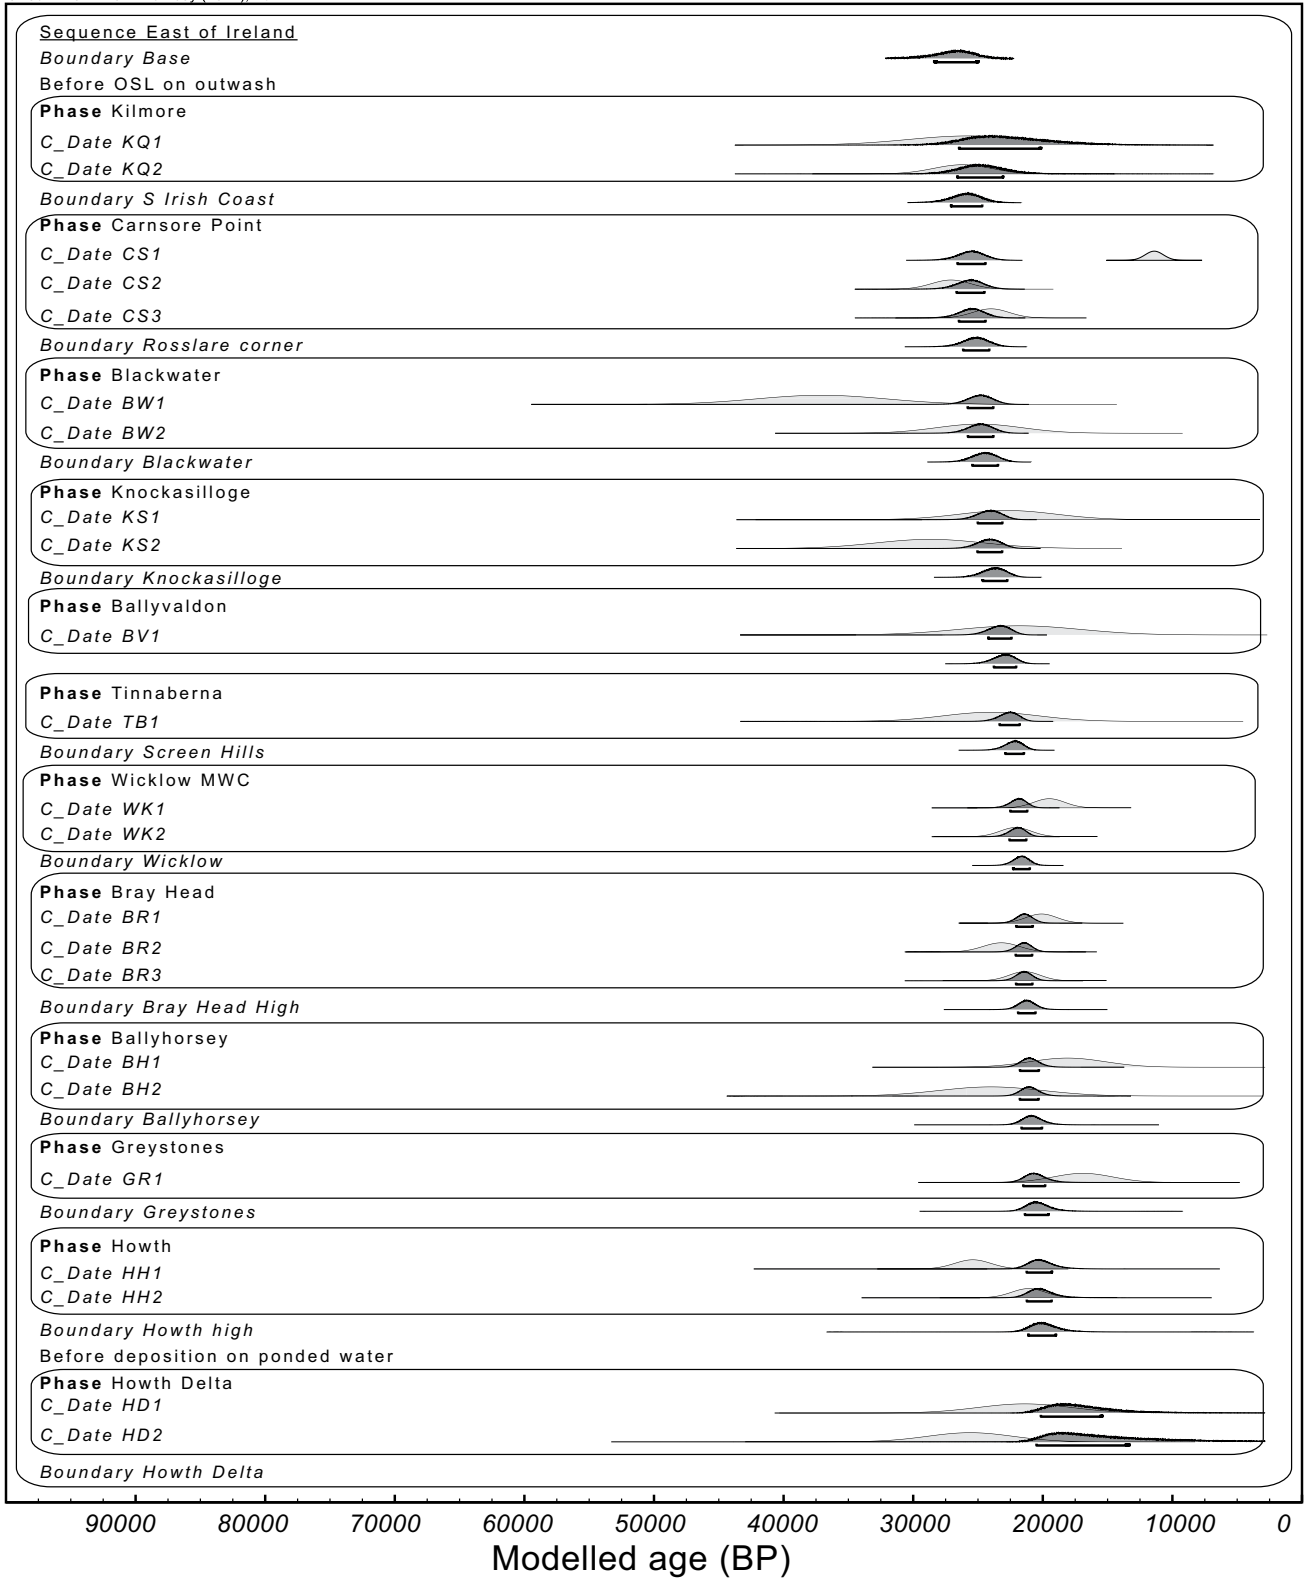 Sequence East of Ireland
Boundary Base
Before OSL on outwash
Phase Kilmore
C_Date KQ1
C_Date KQ2
Boundary S Irish Coast
Phase Carnsore Point
C_Date CS1
C_Date CS2
C_Date CS3
Boundary Rosslare corner
Phase Blackwater
C_Date BW1
C_Date BW2
Boundary Blackwater
Phase Knockasilloge
C_Date KS1
C_Date KS2
Boundary Knockasilloge
Phase Ballyvaldon
C_Date BV1
Phase Tinnaberna
C_Date TB1
Boundary Screen Hills
Phase Wicklow MWC
C_Date WK1
C_Date WK2
Boundary Wicklow
Phase Bray Head
C_Date BR1
C_Date BR2
C_Date BR3
Boundary Bray Head High
Phase Ballyhorsey
C_Date BH1
C_Date BH2
Boundary Ballyhorsey
Phase Greystones
C_Date GR1
Boundary Greystones
Phase Howth
C_Date HH1
C_Date HH2
Boundary Howth high
Before deposition on ponded water
Phase Howth Delta
C_Date HD1
C_Date HD2
Boundary Howth Delta
90000 80000 70000 60000 50000 40000 30000 20000 10000 0
Modelled age (BP)